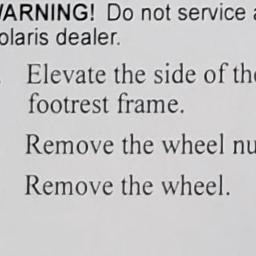 WARNING! Do not service a
olaris dealer.
Elevate the side of the
footrest frame.
Remove the wheel nu
Remove the wheel.